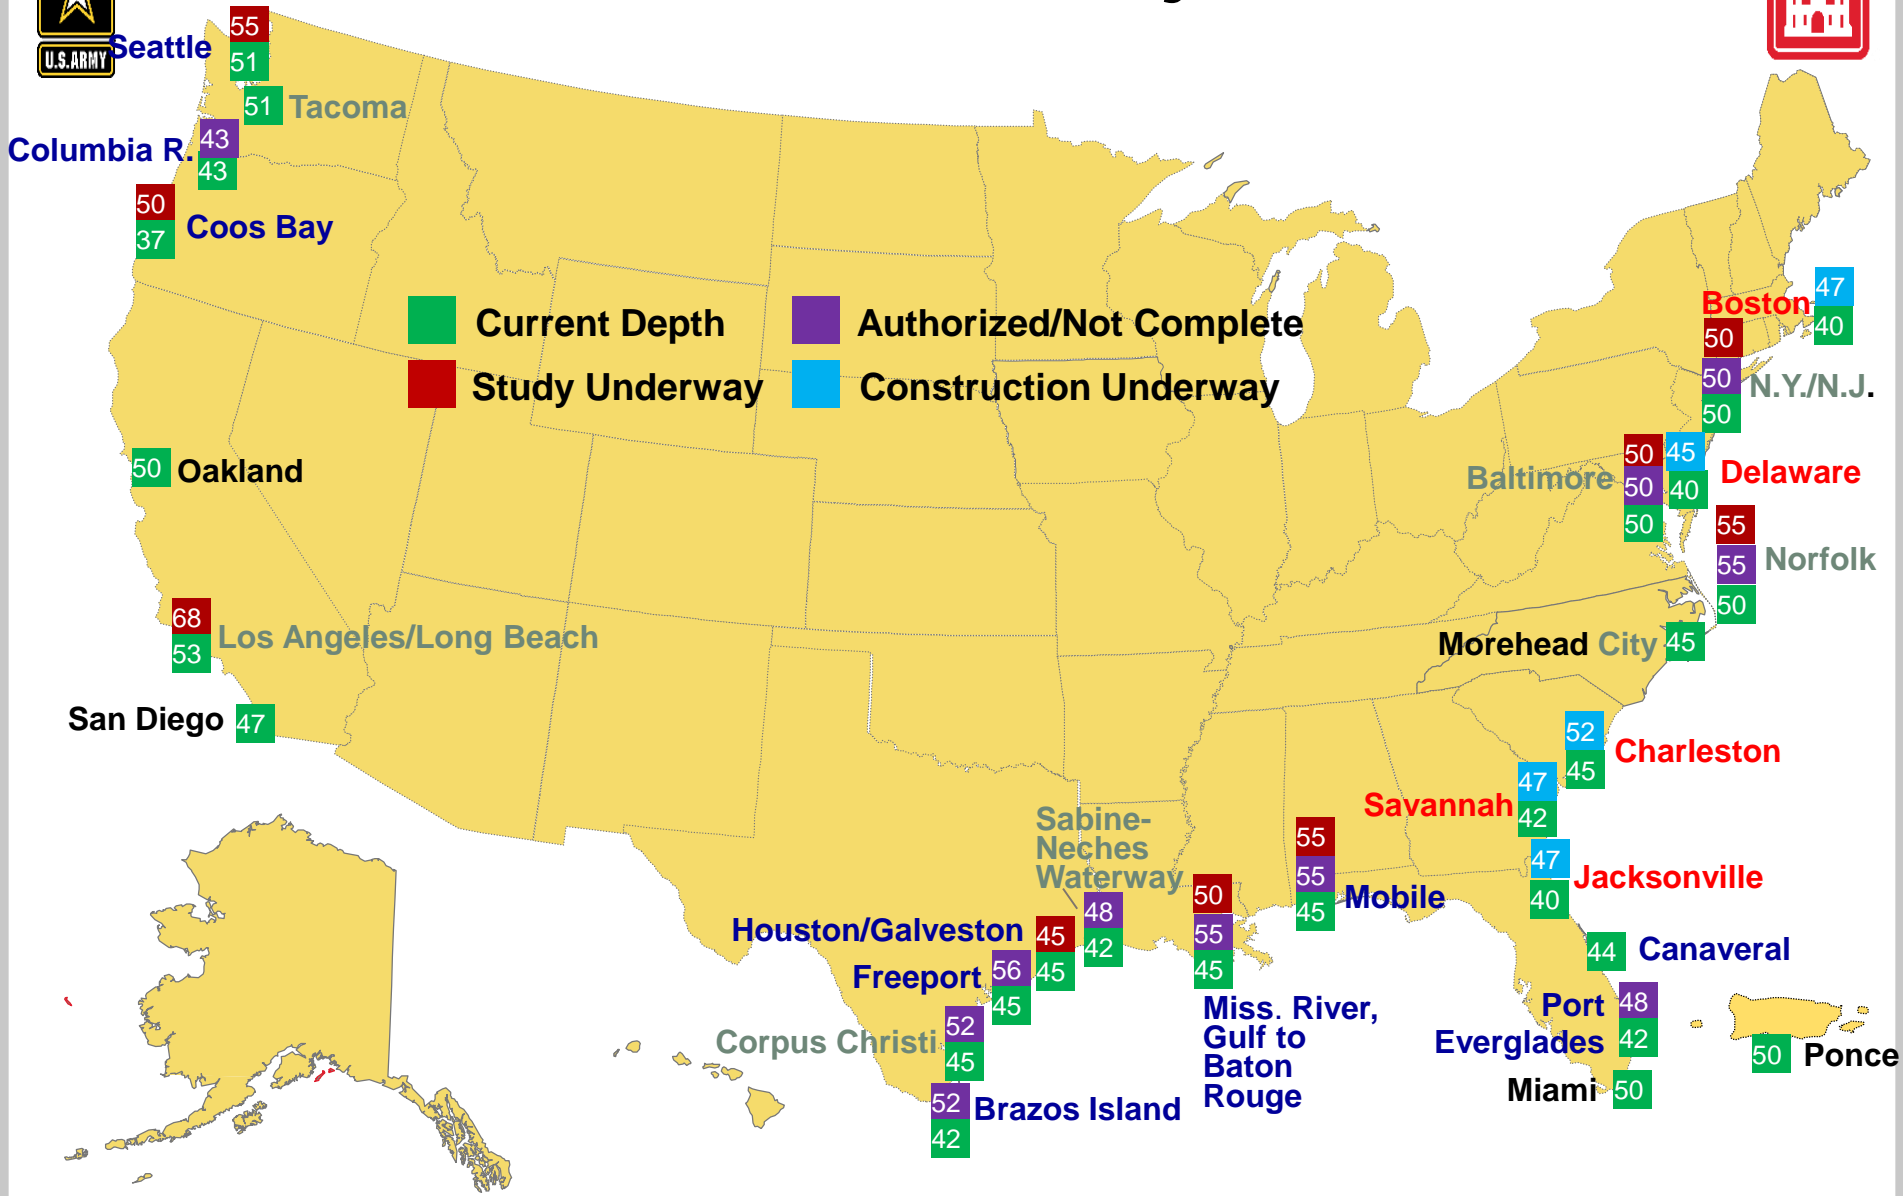 U.S.ARMY
Seattle
55
51
51
Tacoma
Columbia R.
43
43
50
37
Coos Bay
Current Depth
Authorized/Not Complete
Study Underway
Construction Underway
50
Oakland
68
53
Los Angeles/Long Beach
San Diego
47
Boston
47
40
50
50
50
N.Y./N.J.
Baltimore
50
50
50
45
40
Delaware
55
55
50
Norfolk
Morehead City
45
52
45
Charleston
Savannah
47
42
47
40
Jacksonville
44
Canaveral
Port
Everglades
48
42
Miami
50
50
Ponce
55
55
45
Mobile
50
55
45
Miss. River,
Gulf to
Baton
Rouge
Sabine-
Neches
Waterway
48
42
Houston/Galveston
45
45
Freeport
56
45
Corpus Christi
52
45
52
42
Brazos Island